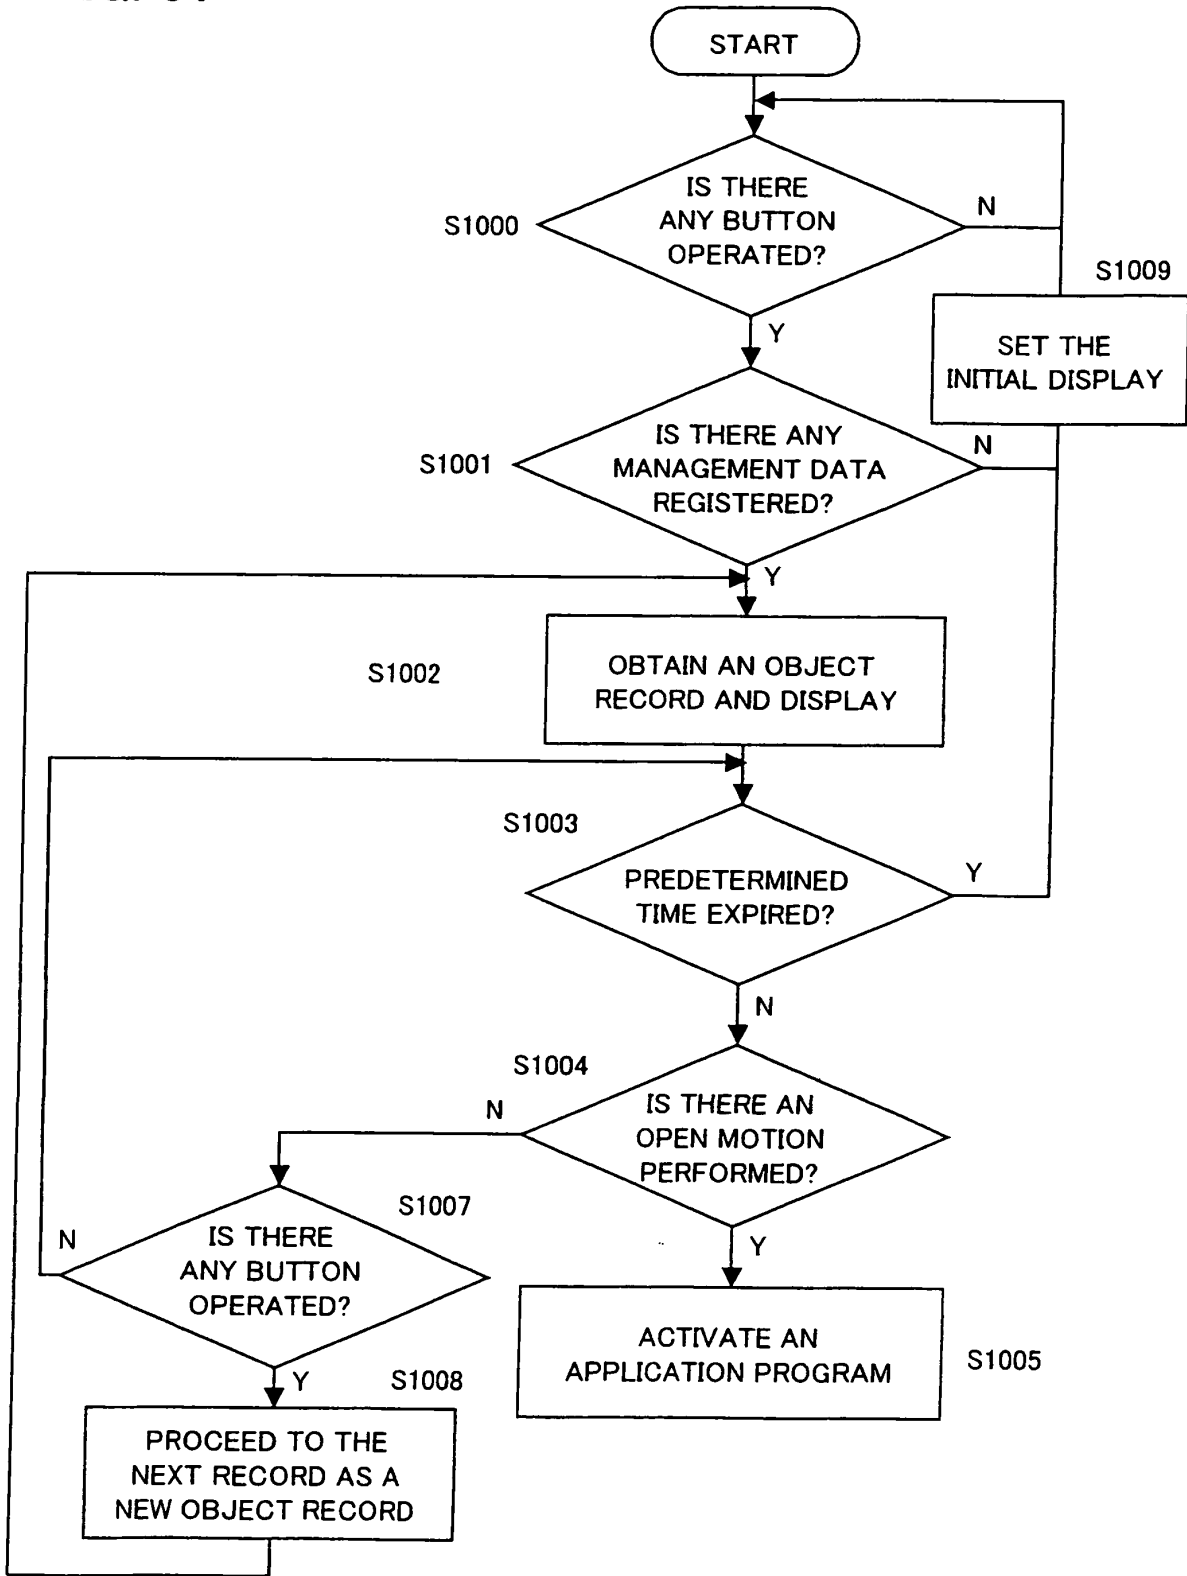 START
IS THERE
ANY BUTTON
OPERATED?
S1000
N
S1009
Y
SET THE
INITIAL DISPLAY
IS THERE ANY
MANAGEMENT DATA
REGISTERED?
S1001
N
Y
S1002
OBTAIN AN OBJECT
RECORD AND DISPLAY
S1003
PREDETERMINED
TIME EXPIRED?
Y
N
S1004
IS THERE AN
OPEN MOTION
PERFORMED?
N
S1007
Y
IS THERE
ANY BUTTON
OPERATED?
N
ACTIVATE AN
APPLICATION PROGRAM
S1005
Y
S1008
PROCEED TO THE
NEXT RECORD AS A
NEW OBJECT RECORD